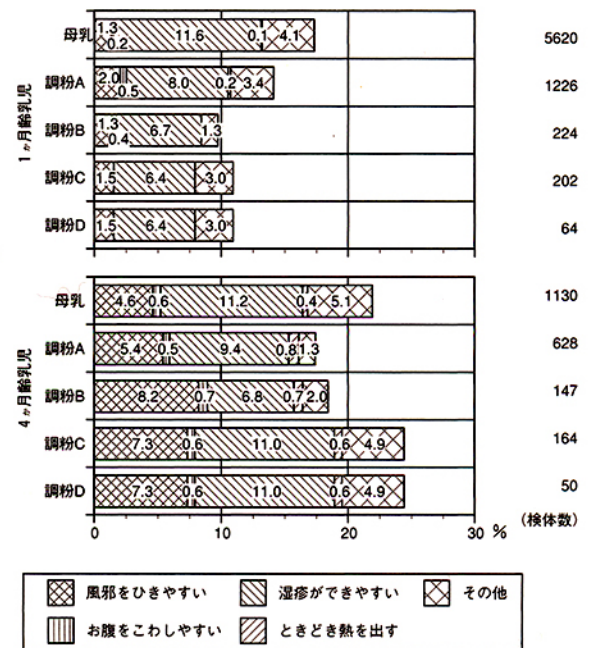 1ヵ月齢乳児
母乳 1.3 0.2 11.6 0.1 4.1 5620
調粉A 2.0 0.5 8.0 0.2 3.4 1226
調粉B 1.3 0.4 6.7 1.3 224
調粉C 1.5 6.4 3.0 202
調粉D 1.5 6.4 3.0 64
4ヵ月齢乳児
母乳 4.6 0.6 11.2 0.4 5.1 1130
調粉A 5.4 0.5 9.4 0.8 1.3 628
調粉B 8.2 0.7 6.8 0.7 2.0 147
調粉C 7.3 0.6 11.0 0.6 4.9 164
調粉D 7.3 0.6 11.0 0.6 4.9 50
0 10 20 30 % (検体数)
風邪をひきやすい 湿疹ができやすい その他
お腹をこわしやすい ときどき熱を出す